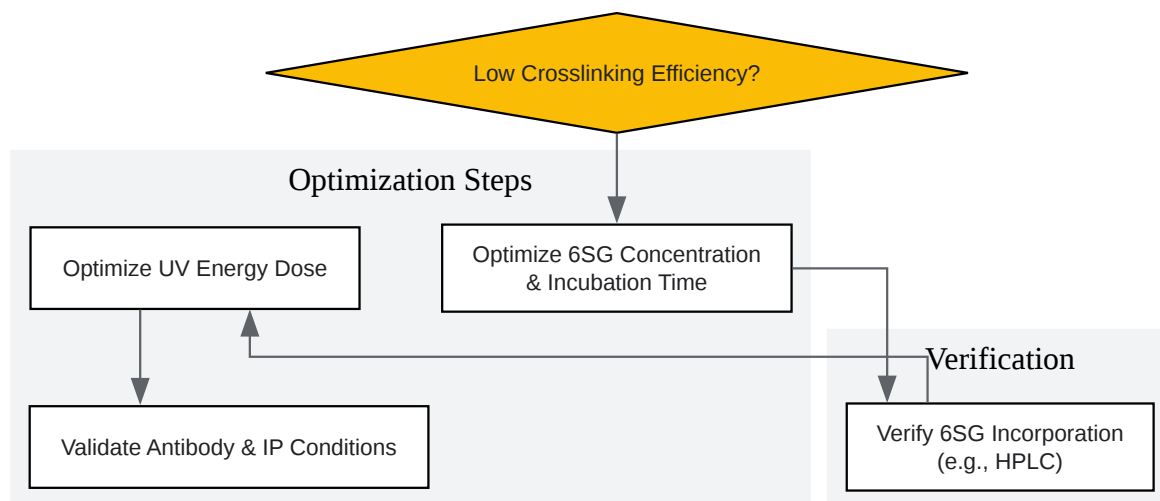 Low Crosslinking Efficiency?
Optimization Steps
Optimize UV Energy Dose
Optimize 6SG Concentration
& Incubation Time
Verification
Validate Antibody & IP Conditions
Verify 6SG Incorporation
(e.g., HPLC)